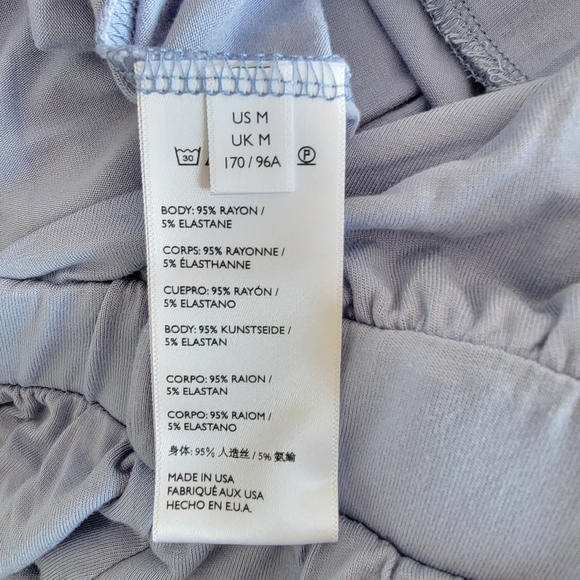 US M
UK M
170 / 96A
30
P
BODY: 95% RAYON /
5% ELASTANE
CORPS: 95% RAYONNE /
5% ÉLASTHANNE
CUEPRO: 95% RAYÓN /
5% ELASTANO
BODY: 95% KUNSTSEIDE /
5% ELASTAN
CORPO: 95% RAION /
5% ELASTAN
CORPO: 95% RAIOM /
5% ELASTANO
身体: 95% 人造丝 / 5% 氨纶
MADE IN USA
FABRIQUÉ AUX USA
HECHO EN E.U.A.